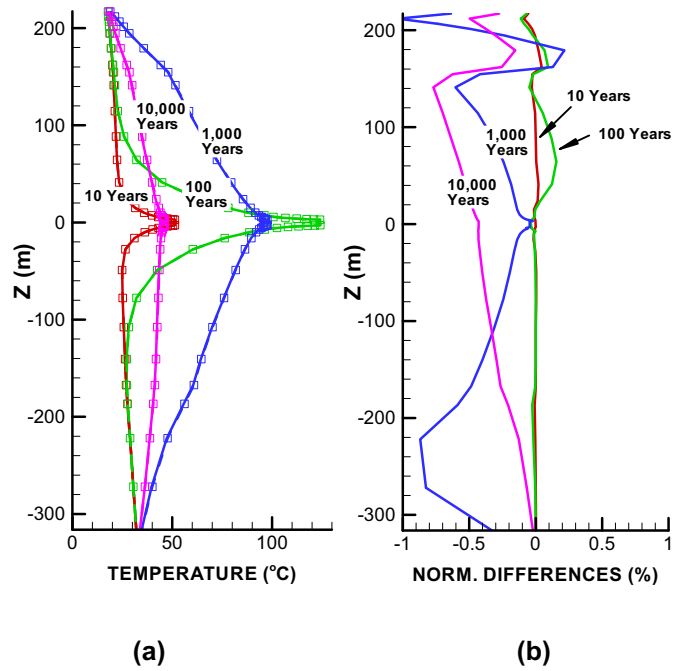 200
100
0
-100
-200
-300
Z (m)
0
50
100
TEMPERATURE (°C)
10,000
Years
1,000
Years
10 Years
100
Years
(a)
200
100
0
-100
-200
-300
Z (m)
-1
-0.5
0
0.5
1
NORM. DIFFERENCES (%)
10 Years
1,000
Years
100 Years
10,000
Years
(b)